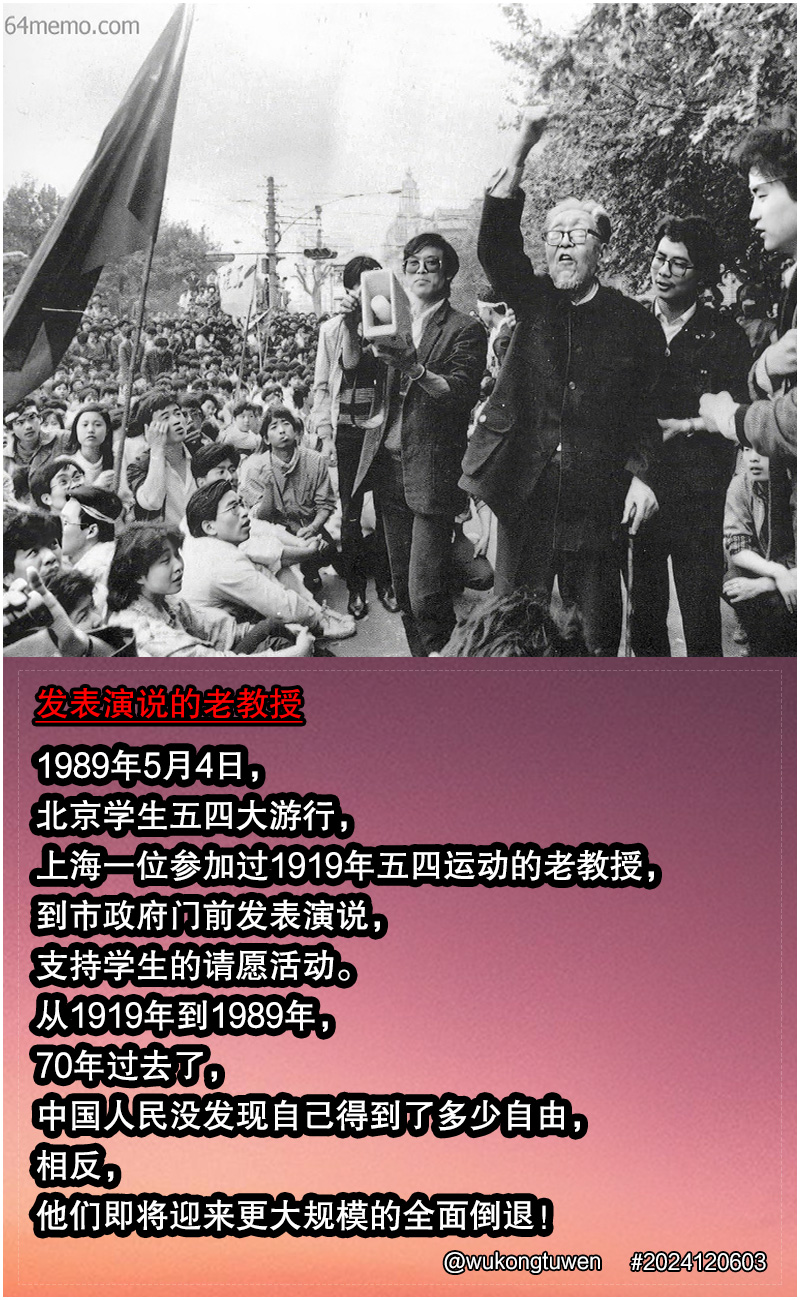 64memo.com
发表演说的老教授
1989年5月4日，
北京学生五四大游行，
上海一位参加过1919年五四运动的老教授，
到市政府门前发表演说，
支持学生的请愿活动。
从1919年到1989年，
70年过去了，
中国人民没发现自己得到了多少自由，
相反，
他们即将迎来更大规模的全面倒退！
@wukongtuwen #2024120603